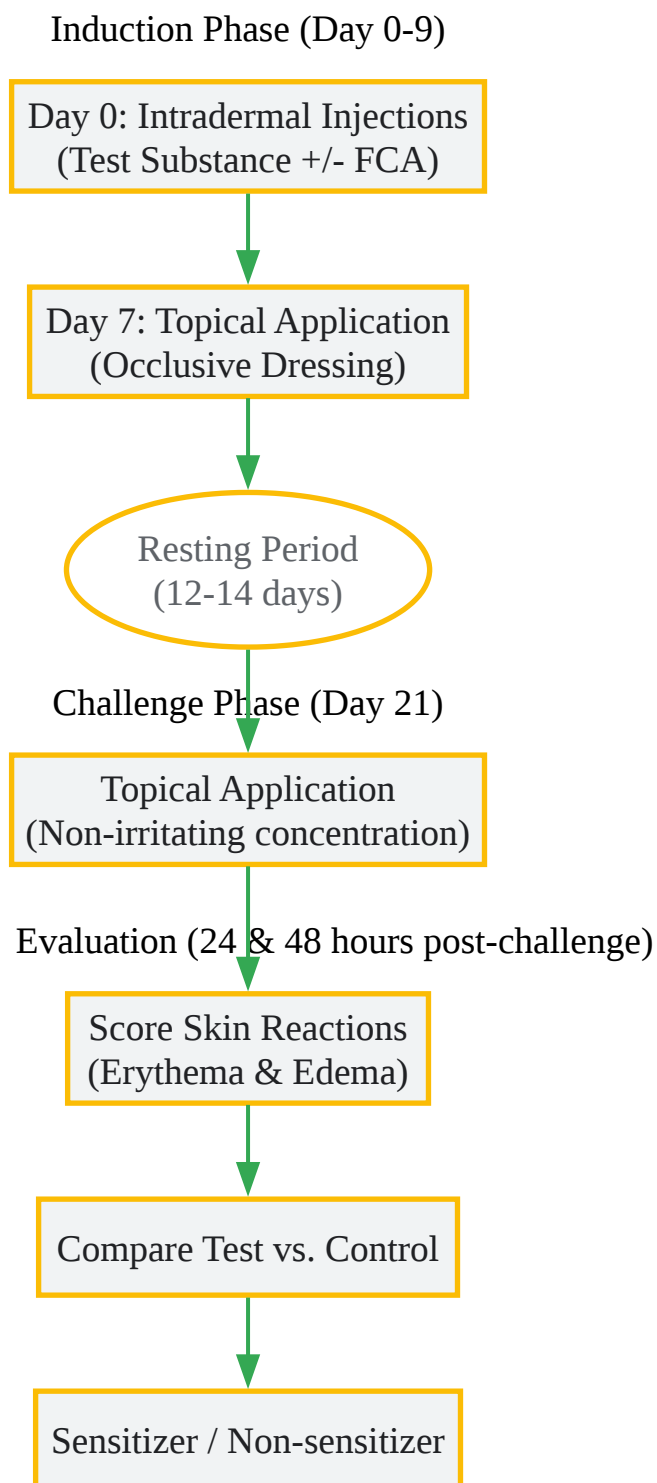 Induction Phase (Day 0-9)
Day 0: Intradermal Injections
(Test Substance +/- FCA)
Day 7: Topical Application
(Occlusive Dressing)
Resting Period
(12-14 days)
Challenge Phase (Day 21)
Topical Application
(Non-irritating concentration)
Evaluation (24 & 48 hours post-challenge)
Score Skin Reactions
(Erythema & Edema)
Compare Test vs. Control
Sensitizer / Non-sensitizer